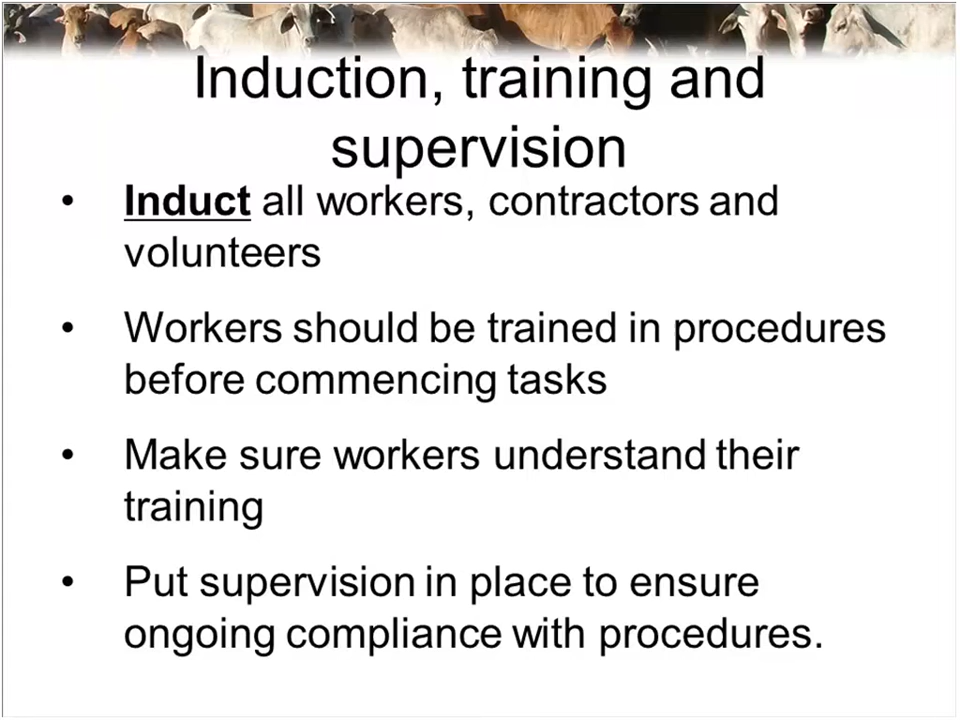 Induction, training and
supervision
• Induct all workers, contractors and
volunteers
• Workers should be trained in procedures
before commencing tasks
• Make sure workers understand their
training
• Put supervision in place to ensure
ongoing compliance with procedures.